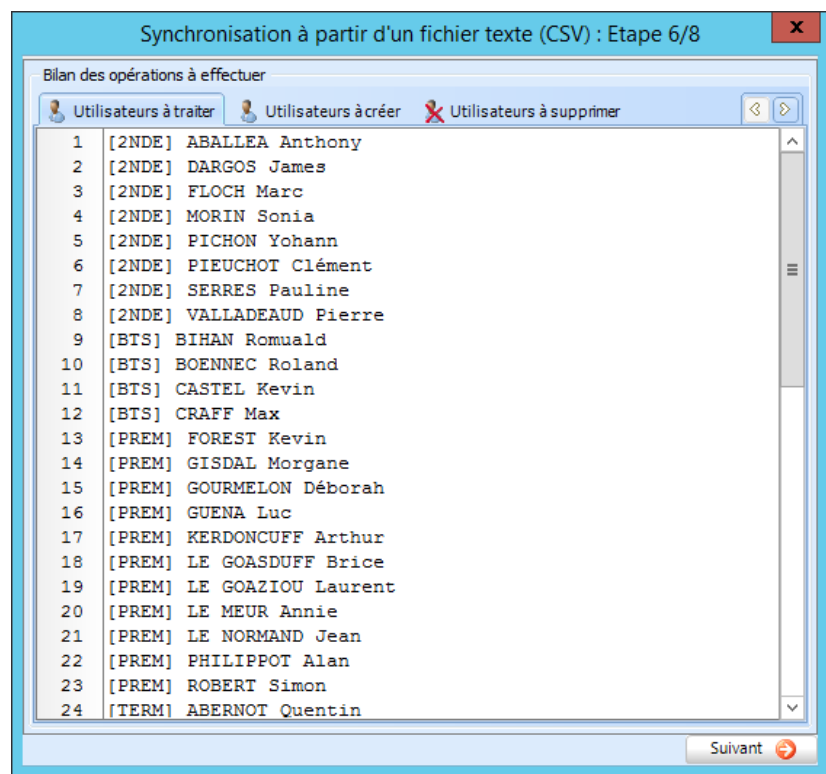 Synchronisation à partir d'un fichier texte (CSV) : Etape 6/8
x
Bilan des opérations à effectuer
Utilisateurs à traiter Utilisateurs à créer Utilisateurs à supprimer
1 [2NDE] ABALLEA Anthony
2 [2NDE] DARGOS James
3 [2NDE] FLOCH Marc
4 [2NDE] MORIN Sonia
5 [2NDE] PICHON Yohann
6 [2NDE] PIEUCHOT Clément
7 [2NDE] SERRES Pauline
8 [2NDE] VALLADEAUD Pierre
9 [BTS] BIHAN Romuald
10 [BTS] BOENNEC Roland
11 [BTS] CASTEL Kevin
12 [BTS] CRAFF Max
13 [PREM] FOREST Kevin
14 [PREM] GISDAL Morgane
15 [PREM] GOURMELON Déborah
16 [PREM] GUENA Luc
17 [PREM] KERDONCUFF Arthur
18 [PREM] LE GOASDUFF Brice
19 [PREM] LE GOAZIOU Laurent
20 [PREM] LE MEUR Annie
21 [PREM] LE NORMAND Jean
22 [PREM] PHILIPPOT Alan
23 [PREM] ROBERT Simon
24 [TERM] ABERNOT Quentin
Suivant